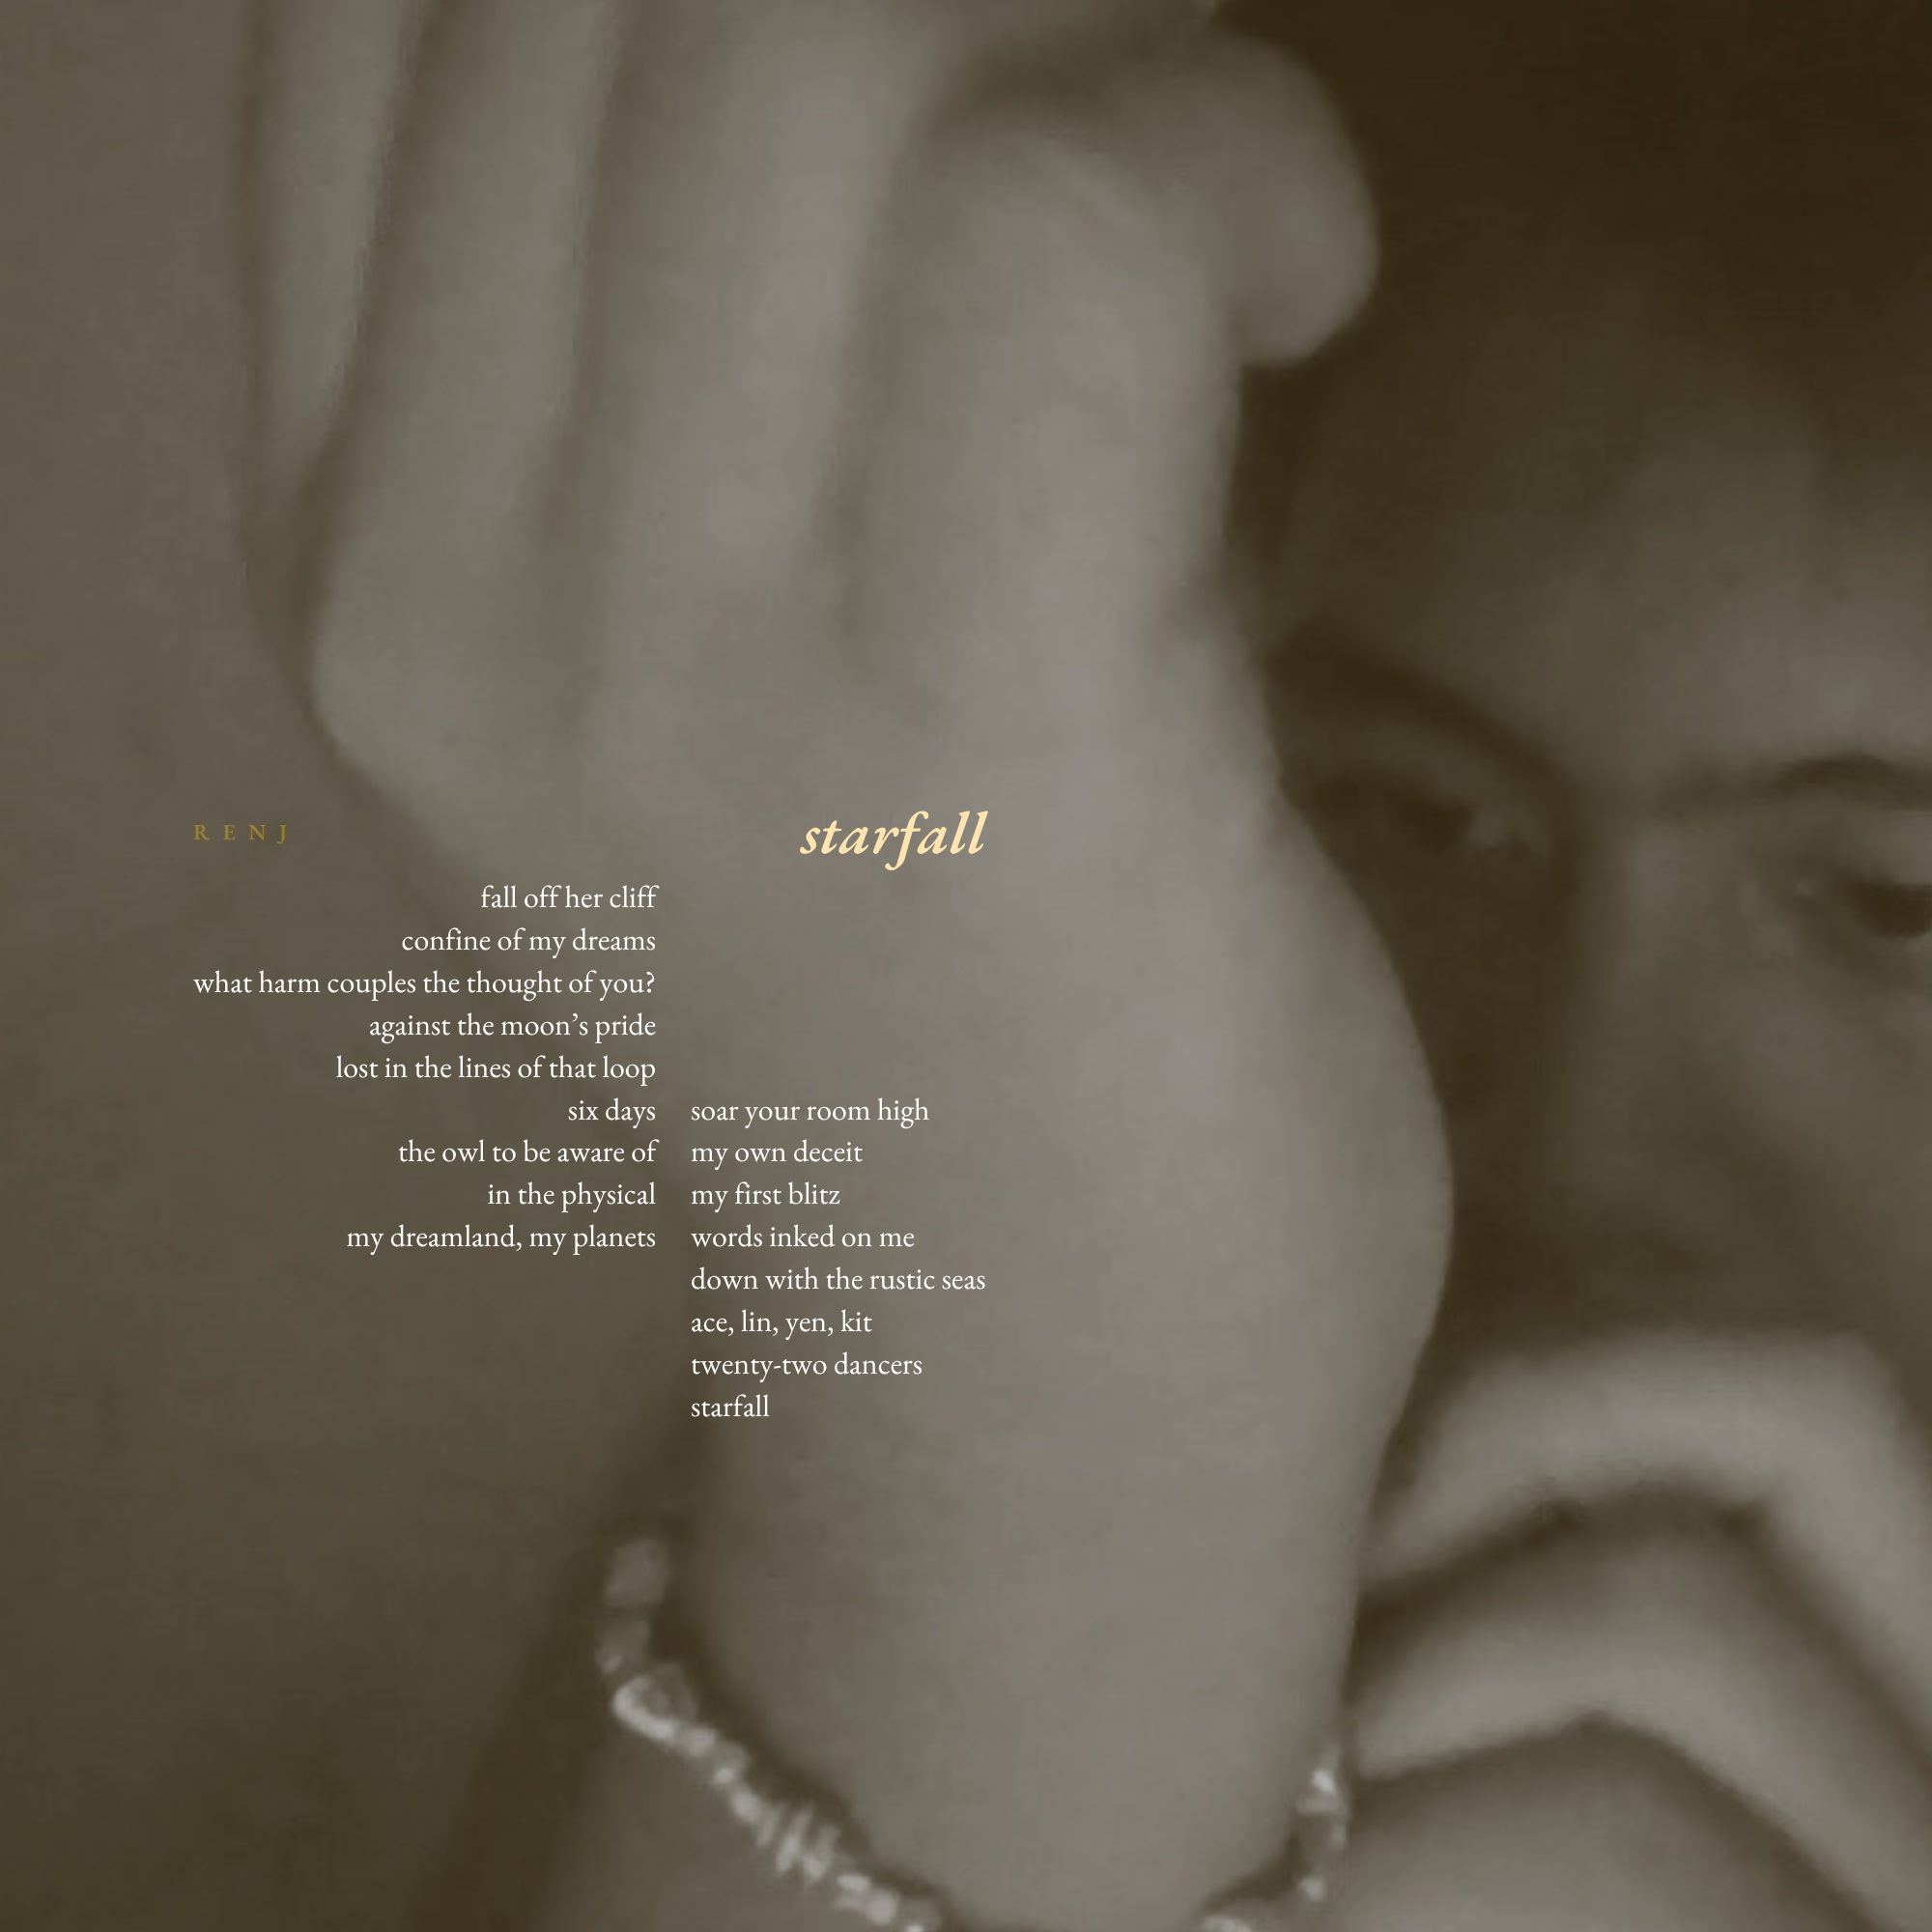 RENJ
starfall
fall off her cliff
confine of my dreams
what harm couples the thought of you?
against the moon’s pride
lost in the lines of that loop
six days
the owl to be aware of
in the physical
my dreamland, my planets
soar your room high
my own deceit
my first blitz
words inked on me
down with the rustic seas
ace, lin, yen, kit
twenty-two dancers
starfall